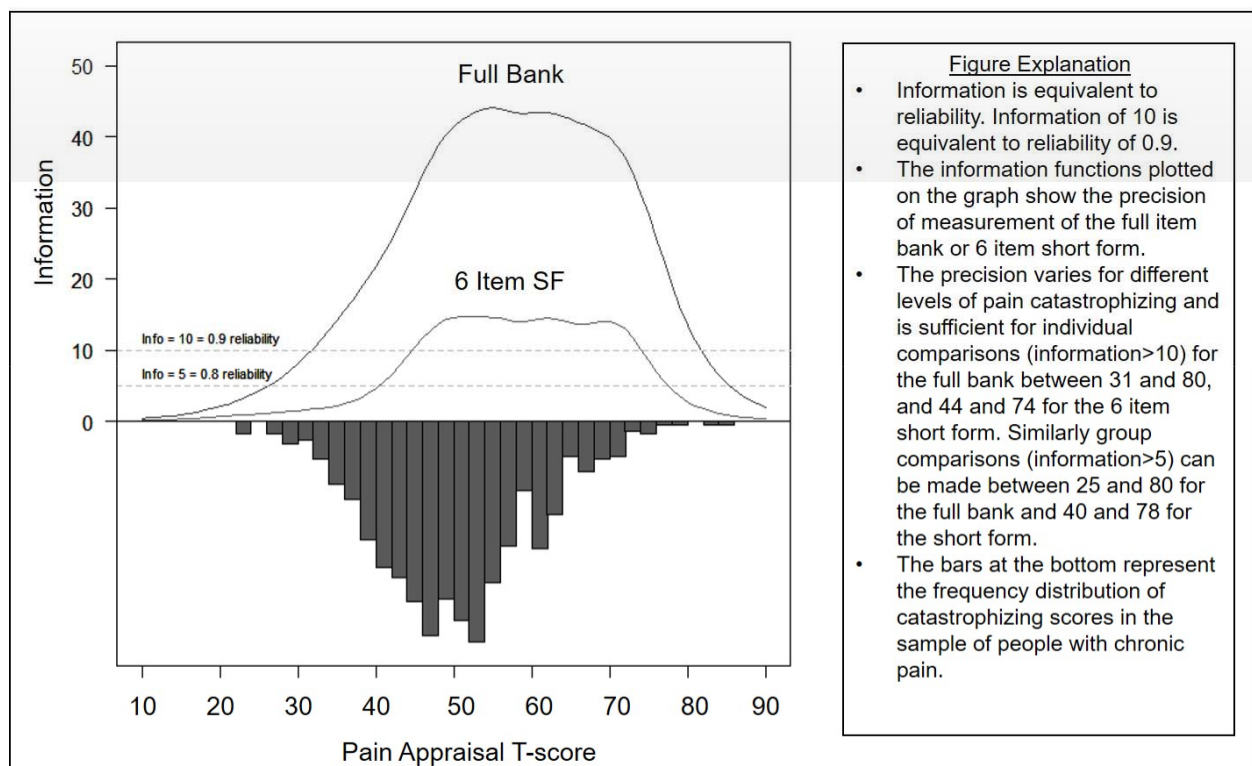 50
40
30
20
10
0
Information
Full Bank
6 Item SF
Info = 10 = 0.9 reliability
Info = 5 = 0.8 reliability
10 20 30 40 50 60 70 80 90
Pain Appraisal T-score
Figure Explanation
• Information is equivalent to
reliability. Information of 10 is
equivalent to reliability of 0.9.
• The information functions plotted
on the graph show the precision
of measurement of the full item
bank or 6 item short form.
• The precision varies for different
levels of pain catastrophizing and
is sufficient for individual
comparisons (information>10) for
the full bank between 31 and 80,
and 44 and 74 for the 6 item
short form. Similarly group
comparisons (information>5) can
be made between 25 and 80 for
the full bank and 40 and 78 for
the short form.
• The bars at the bottom represent
the frequency distribution of
catastrophizing scores in the
sample of people with chronic
pain.